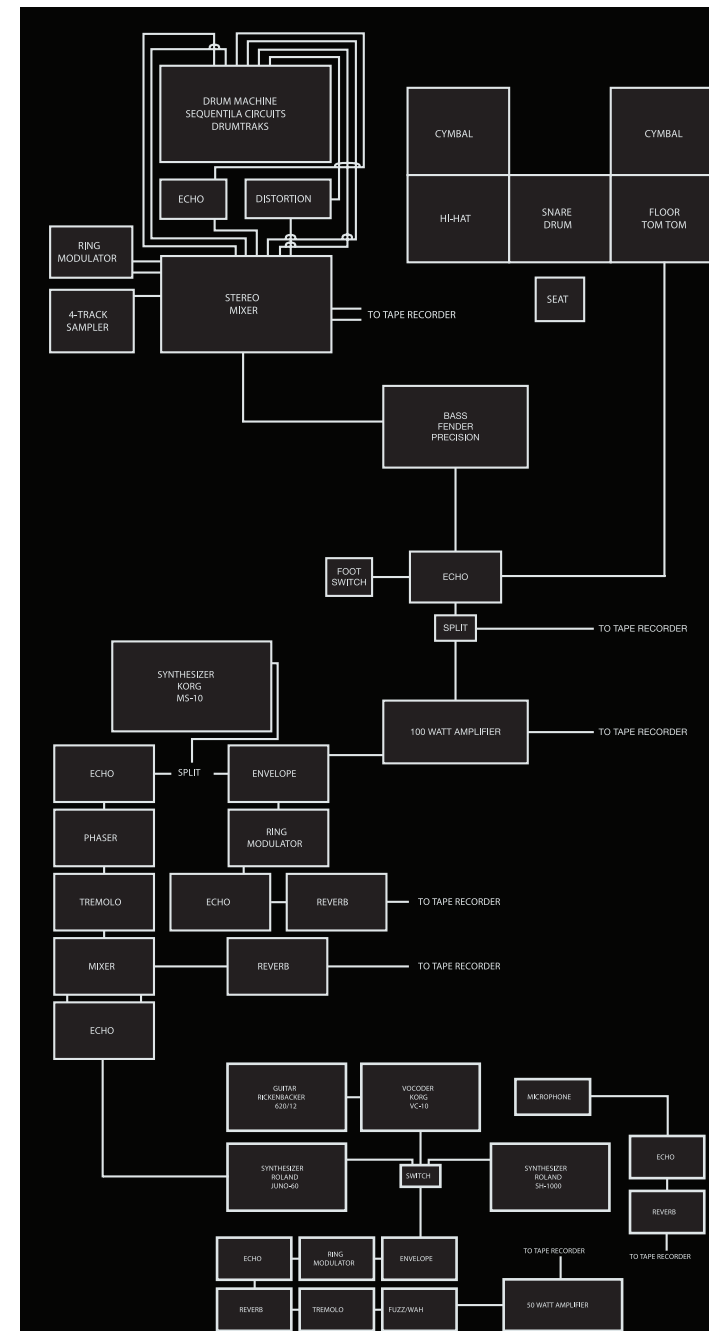 DRUM MACHINE
SEQUENTILA CIRCUITS
DRUMTRAKS
CYMBAL
CYMBAL
ECHO
DISTORTION
HI-HAT
SNARE
DRUM
FLOOR
TOM TOM
RING
MODULATOR
STEREO
MIXER
4-TRACK
SAMPLER
TO TAPE RECORDER
SEAT
BASS
FENDER
PRECISION
FOOT
SWITCH
ECHO
SPLIT
TO TAPE RECORDER
SYNTHESIZER
KORG
MS-10
100 WATT AMPLIFIER
TO TAPE RECORDER
ECHO
SPLIT
ENVELOPE
PHASER
RING
MODULATOR
TREMOLO
ECHO
REVERB
TO TAPE RECORDER
MIXER
REVERB
TO TAPE RECORDER
ECHO
GUITAR
RICKENBACKER
620/12
VOCODER
KORG
VC-10
MICROPHONE
SYNTHESIZER
ROLAND
JUNO-60
SWITCH
SYNTHESIZER
ROLAND
SH-1000
ECHO
REVERB
TO TAPE RECORDER
ECHO
RING
MODULATOR
ENVELOPE
TO TAPE RECORDER
REVERB
TREMOLO
FUZZ/WAH
50 WATT AMPLIFIER